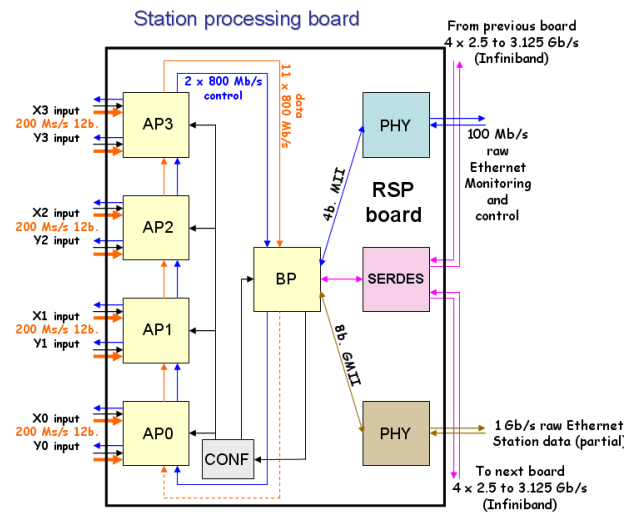 Station processing board
From previous board
4 x 2.5 to 3.125 Gb/s
(Infiniband)
2 x 800 Mb/s
control
data
11 x 800 Mb/s
X3 input
200 Ms/s 12b.
Y3 input
AP3
PHY
100 Mb/s
raw
Ethernet
Monitoring
and
control
4b. MII
RSP
board
X2 input
200 Ms/s 12b.
Y2 input
AP2
BP
SERDES
X1 input
200 Ms/s 12b.
Y1 input
AP1
8b. GMII
X0 input
200 Ms/s 12b.
Y0 input
AP0
CONF
PHY
1 Gb/s raw Ethernet
Station data (partial)
To next board
4 x 2.5 to 3.125 Gb/s
(Infiniband)